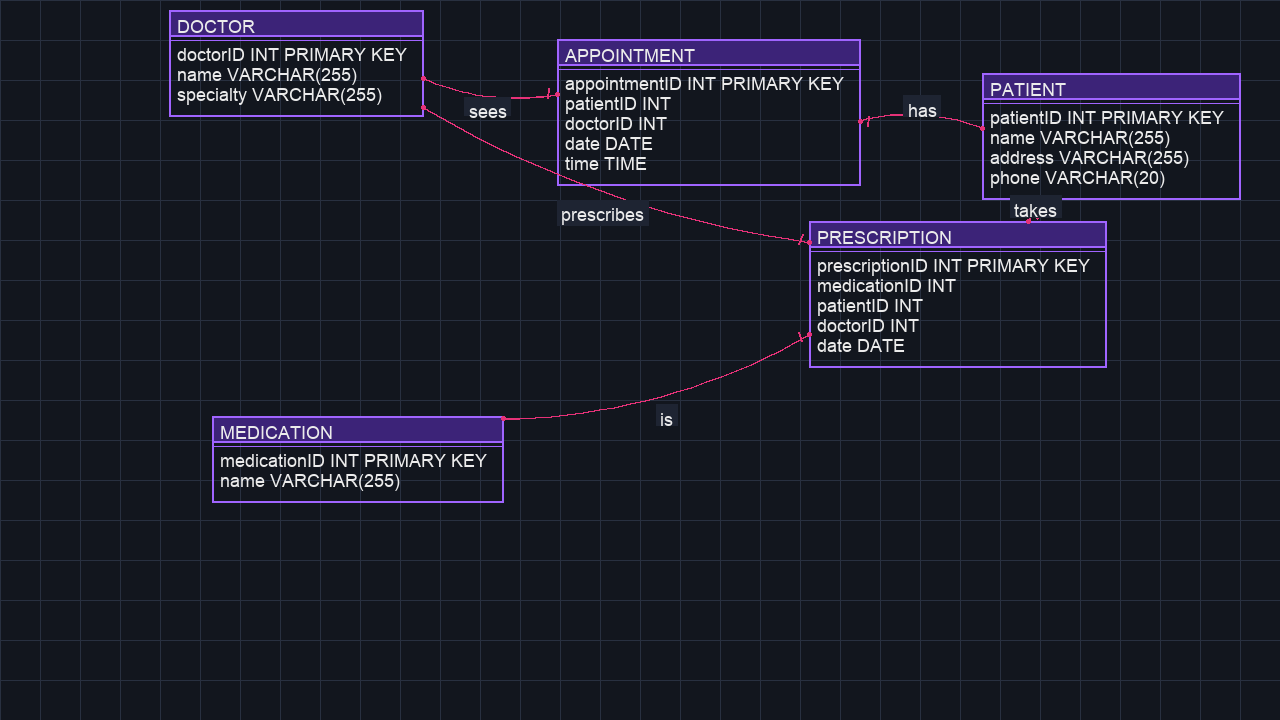 DOCTOR
doctorID INT PRIMARY KEY
name VARCHAR(255)
specialty VARCHAR(255)
sees
APPOINTMENT
appointmentID INT PRIMARY KEY
patientID INT
doctorID INT
date DATE
time TIME
has
PATIENT
patientID INT PRIMARY KEY
name VARCHAR(255)
address VARCHAR(255)
phone VARCHAR(20)
prescribes
takes
PRESCRIPTION
prescriptionID INT PRIMARY KEY
medicationID INT
patientID INT
doctorID INT
date DATE
is
MEDICATION
medicationID INT PRIMARY KEY
name VARCHAR(255)